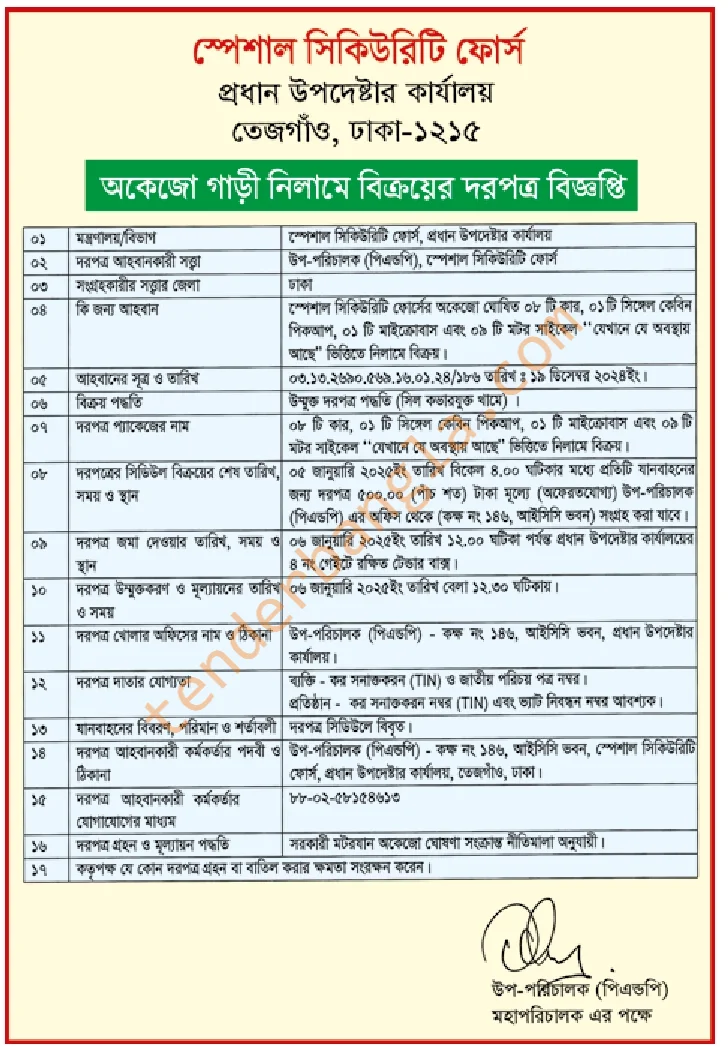 স্পেশাল সিকিউরিটি ফোর্স
প্রধান উপদেষ্টার কার্যালয়
তেজগাঁও, ঢাকা-১২১৫
অকেজো গাড়ী নিলামে বিক্রয়ের দরপত্র বিজ্ঞপ্তি
০১ মন্ত্রণালয়/বিভাগ স্পেশাল সিকিউরিটি ফোর্স, প্রধান উপদেষ্টার কার্যালয়
০২ দরপত্র আহবানকারী সত্ত্বা উপ-পরিচালক (পিএন্ডপি), স্পেশাল সিকিউরিটি ফোর্স
০৩ সংগ্রহকারীর সত্ত্বার জেলা ঢাকা
০৪ কি জন্য আহবান স্পেশাল সিকিউরিটি ফোর্সের অকেজো ঘোষিত ০৮ টি কার, ০১টি সিঙ্গেল কেবিন
পিকআপ, ০১ টি মাইক্রোবাস এবং ০৯ টি মটর সাইকেল “যেখানে যে অবস্থায়
আছে” ভিত্তিতে নিলামে বিক্রয়।
০৫ আহবানের সূত্র ও তারিখ ০৩.১৩.২৬৯০.৫৬৯.১৬.০১.২৪/১৮৬ তারিখ : ১৯ ডিসেম্বর ২০২৪ইং।
০৬ বিক্রয় পদ্ধতি উন্মুক্ত দরপত্র পদ্ধতি (সিল কভারযুক্ত খামে) ।
০৭ দরপত্র প্যাকেজের নাম ০৮ টি কার, ০১ টি সিঙ্গেল কেবিন পিকআপ, ০১ টি মাইক্রোবাস এবং ০৯ টি
মটর সাইকেল “যেখানে যে অবস্থায় আছে” ভিত্তিতে নিলামে বিক্রয়।
০৮ দরপত্রের সিডিউল বিক্রয়ের শেষ তারিখ, ০৫ জানুয়ারি ২০২৫ইং তারিখ বিকেল ৪.০০ ঘটিকার মধ্যে প্রতিটি যানবাহনের
সময় ও স্থান জন্য দরপত্র ৫০০.০০ (পাঁচ শত) টাকা মূল্যে (অফেরতযোগ্য) উপ-পরিচালক
(পিএন্ডপি) এর অফিস থেকে (কক্ষ নং ১৪৬, আইসিসি ভবন) সংগ্রহ করা যাবে।
০৯ দরপত্র জমা দেওয়ার তারিখ, সময় ও ০৬ জানুয়ারি ২০২৫ইং তারিখ ১২.০০ ঘটিকা পর্যন্ত প্রধান উপদেষ্টার কার্যালয়ের
স্থান ৪ নং গেইটে রক্ষিত টেন্ডার বাক্স।
১০ দরপত্র উন্মুক্তকরণ ও মূল্যায়নের তারিখ ০৬ জানুয়ারি ২০২৫ইং তারিখ বেলা ১২.৩০ ঘটিকায়।
ও সময়
১১ দরপত্র খোলার অফিসের নাম ও ঠিকানা উপ-পরিচালক (পিএন্ডপি) - কক্ষ নং ১৪৬, আইসিসি ভবন, প্রধান উপদেষ্টার
কার্যালয়।
১২ দরপত্র দাতার যোগ্যতা ব্যক্তি - কর সনাক্তকরন (TIN) ও জাতীয় পরিচয় পত্র নম্বর।
প্রতিষ্ঠান - কর সনাক্তকরন নম্বর (TIN) এবং ভ্যাট নিবন্ধন নম্বর আবশ্যক।
১৩ যানবাহনের বিবরণ, পরিমান ও শর্তাবলী দরপত্র সিডিউলে বিবৃত।
১৪ দরপত্র আহবানকারী কর্মকর্তার পদবী ও উপ-পরিচালক (পিএন্ডপি) - কক্ষ নং ১৪৬, আইসিসি ভবন, স্পেশাল সিকিউরিটি
ঠিকানা ফোর্স, প্রধান উপদেষ্টার কার্যালয়, তেজগাঁও, ঢাকা।
১৫ দরপত্র আহবানকারী কর্মকর্তার ৮৮-০২-৫৮১৫৪৬১৩
যোগাযোগের মাধ্যম
১৬ দরপত্র গ্রহন ও মূল্যায়ন পদ্ধতি সরকারী মটরযান অকেজো ঘোষণা সংক্রান্ত নীতিমালা অনুযায়ী।
১৭ কতৃপক্ষ যে কোন দরপত্র গ্রহন বা বাতিল করার ক্ষমতা সংরক্ষন করেন।
tenderbangla.com
উপ-পরিচালক (পিএন্ডপি)
মহাপরিচালক এর পক্ষে